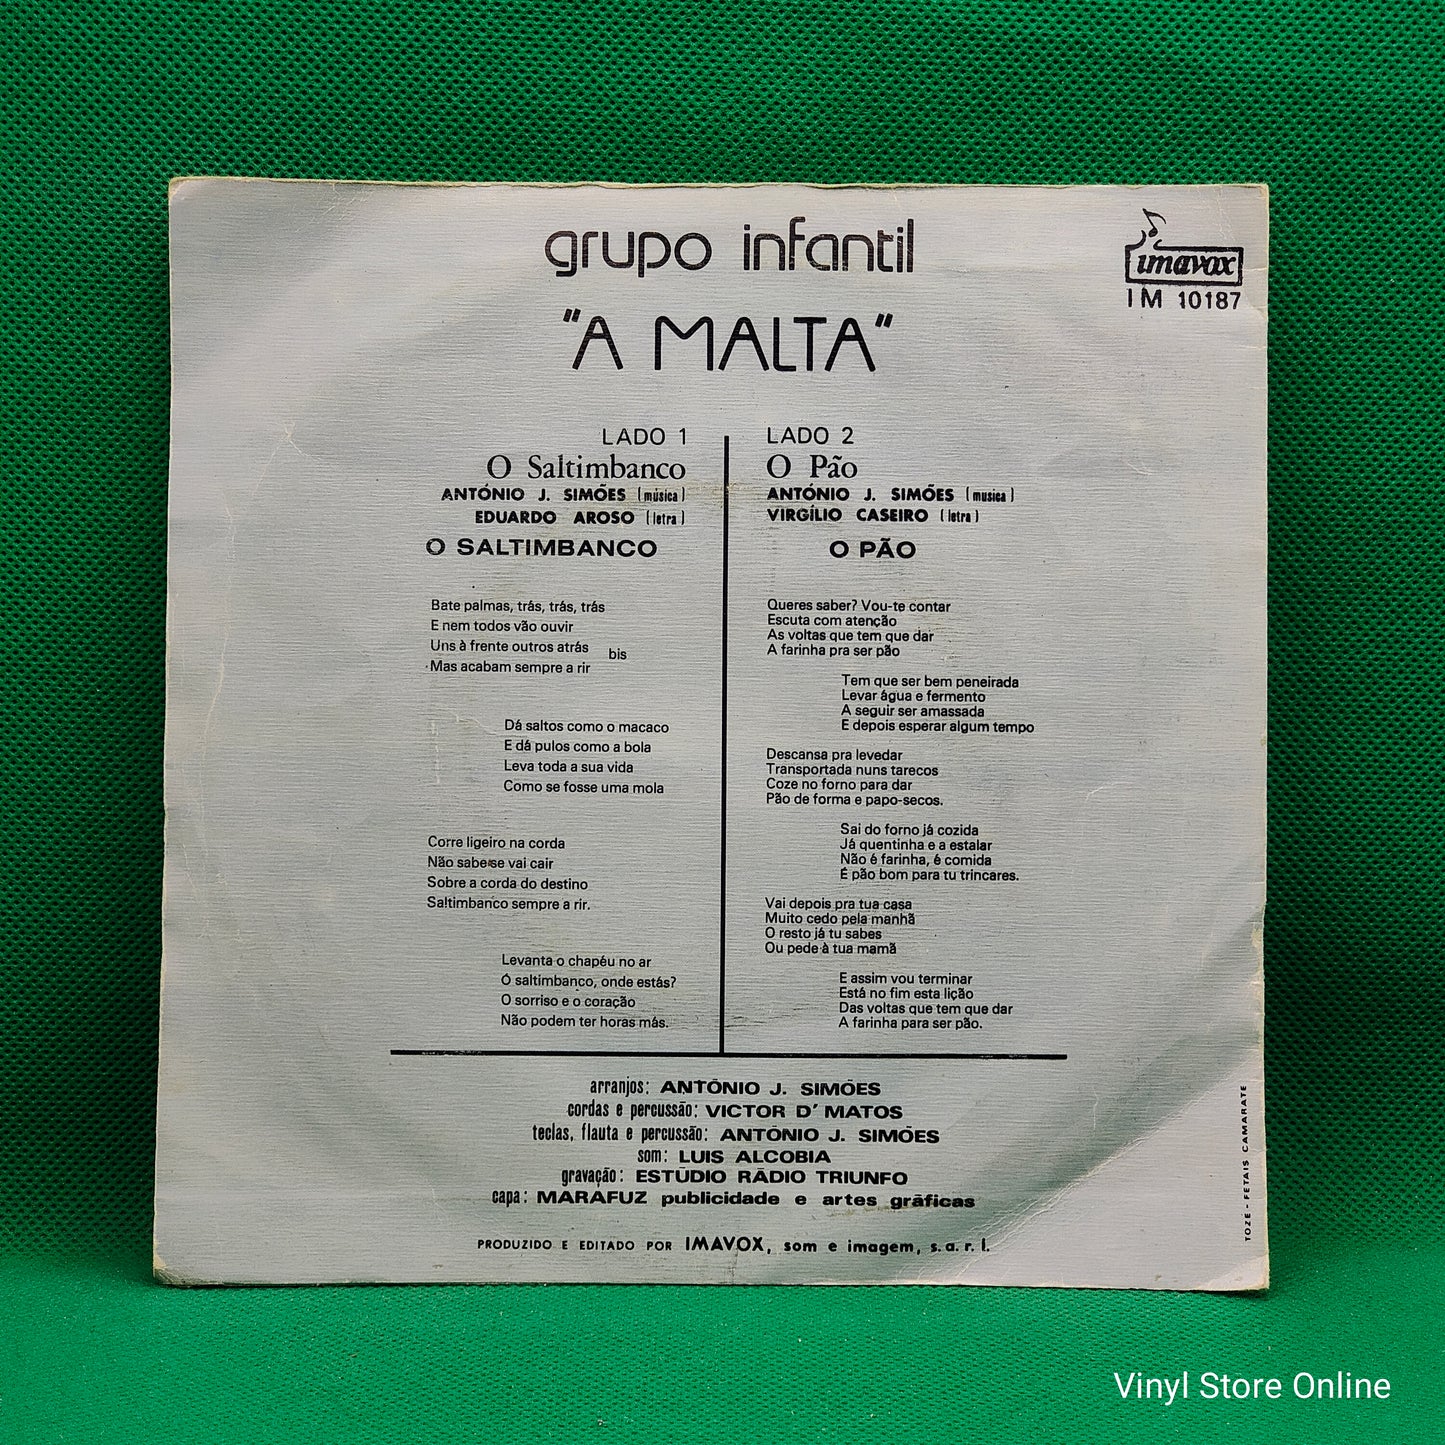 grupo infantil
"A MALTA"
imavox
IM 10187
LADO 1
O Saltimbanco
ANTÓNIO J. SIMÕES (música)
EDUARDO AROSO (letra)
O SALTIMBANCO
Bate palmas, trás, trás, trás
E nem todos vão ouvir
Uns à frente outros atrás
bis
Mas acabam sempre a rir
Dá saltos como o macaco
E dá pulos como a bola
Leva toda a sua vida
Como se fosse uma mola
Corre ligeiro na corda
Não sabe se vai cair
Sobre a corda do destino
Saltimbanco sempre a rir.
Levanta o chapéu no ar
Ó saltimbanco, onde estás?
O sorriso e o coração
Não podem ter horas más.
LADO 2
O Pão
ANTÓNIO J. SIMÕES (musica)
VIRGÍLIO CASEIRO (letra)
O PÃO
Queres saber? Vou-te contar
Escuta com atenção
As voltas que tem que dar
A farinha pra ser pão
Tem que ser bem peneirada
Levar água e fermento
A seguir ser amassada
E depois esperar algum tempo
Descansa pra levedar
Transportada nuns tarecos
Coze no forno para dar
Pão de forma e papo-secos.
Sai do forno já cozida
Já quentinha e a estalar
Não é farinha, é comida
É pão bom para tu trincares.
Vai depois pra tua casa
Muito cedo pela manhã
O resto já tu sabes
Ou pede à tua mamã
E assim vou terminar
Está no fim esta lição
Das voltas que tem que dar
A farinha para ser pão.
arranjos: ANTÓNIO J. SIMÕES
cordas e percussão: VICTOR D' MATOS
teclas, flauta e percussão: ANTÓNIO J. SIMÕES
som: LUIS ALCOBIA
gravação: ESTÚDIO RÁDIO TRIUNFO
capa: MARAFUZ publicidade e artes gráficas
PRODUZIDO E EDITADO POR IMAVOX, som e imagem, s.a.r.l.
TOZE - FETAIS CAMARATE
Vinyl Store Online